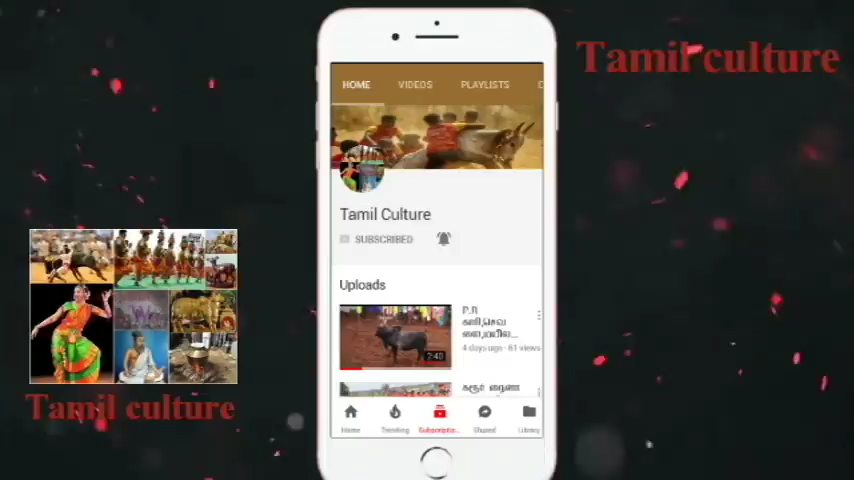 Tamil culture
HOME VIDEOS PLAYLISTS
Tamil Culture
SUBSCRIBED
Uploads
2:40
4 days ago · 61 views
Home Trending Subscriptio... Shared Library
Tamil culture